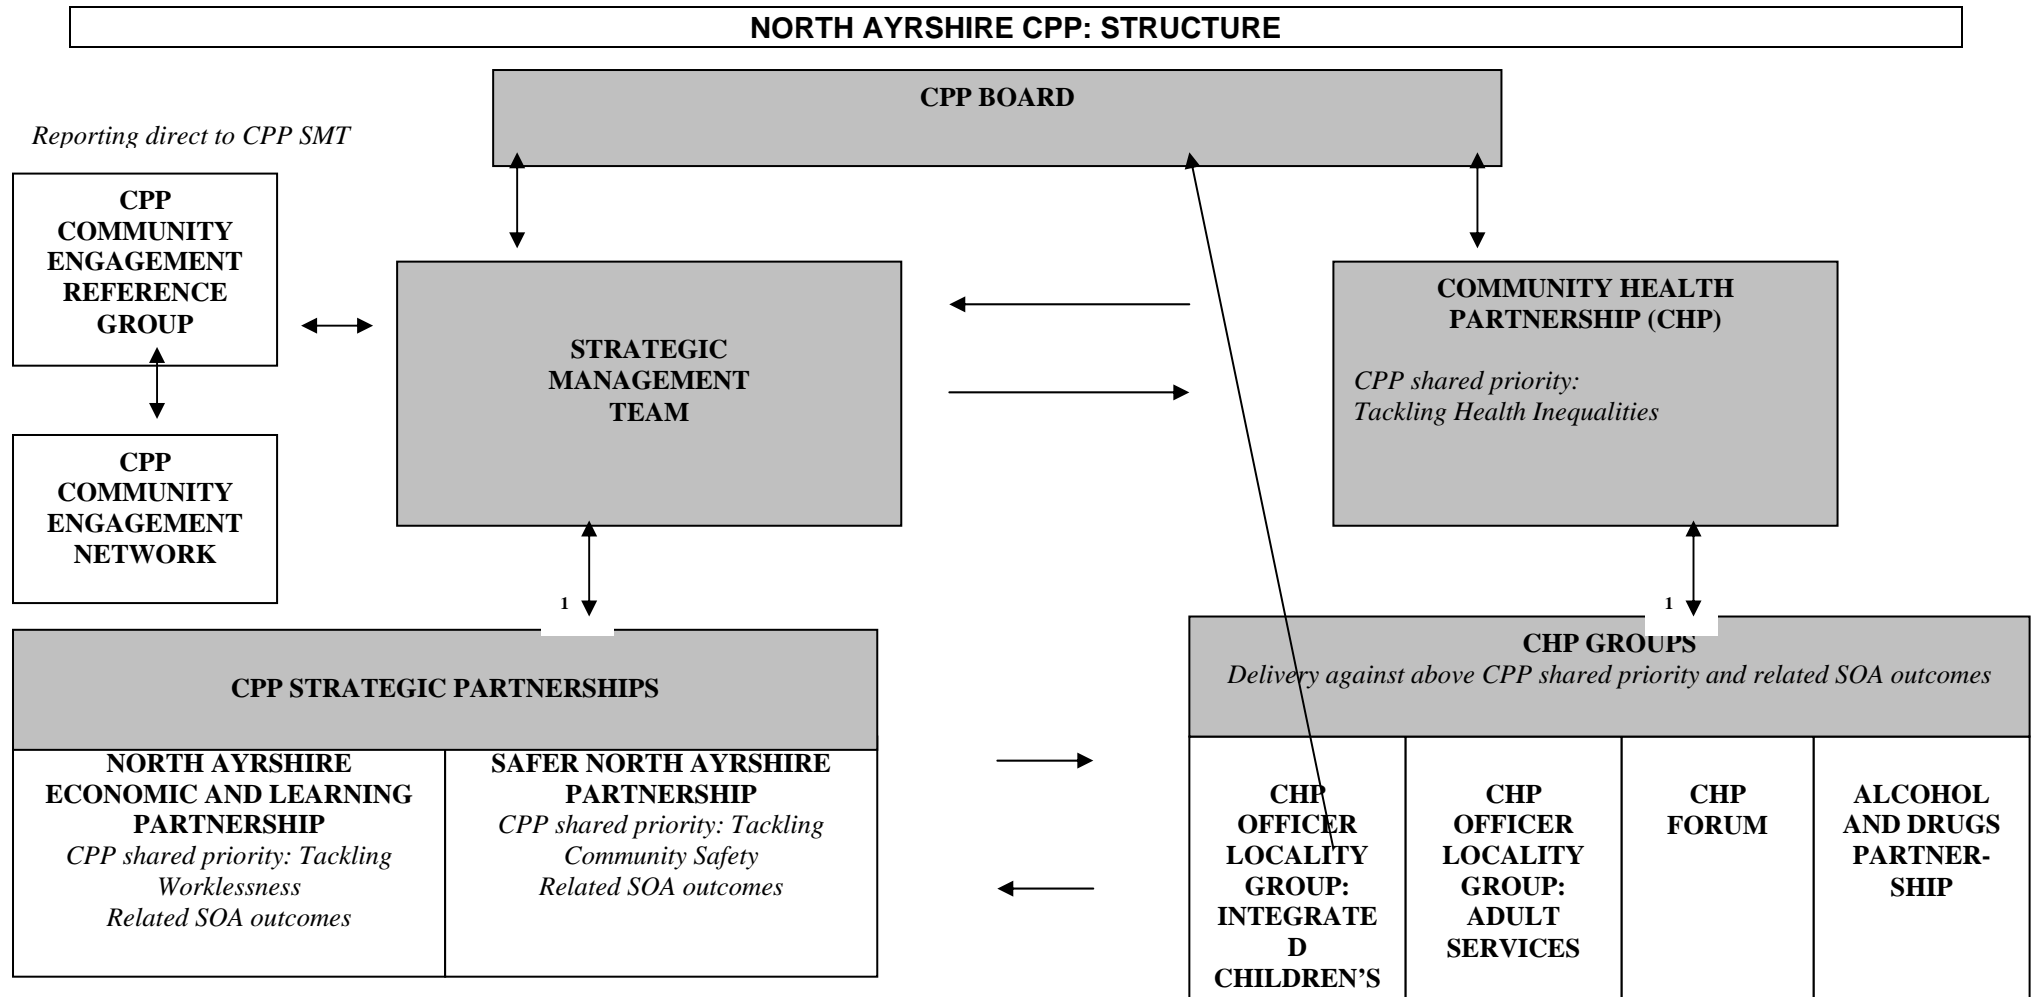 NORTH AYRSHIRE CPP: STRUCTURE
CPP BOARD
Reporting direct to CPP SMT
CPP
COMMUNITY
ENGAGEMENT
REFERENCE
GROUP
STRATEGIC
MANAGEMENT
TEAM
COMMUNITY HEALTH
PARTNERSHIP (CHP)
CPP shared priority:
Tackling Health Inequalities
CPP
COMMUNITY
ENGAGEMENT
NETWORK
1
1
CPP STRATEGIC PARTNERSHIPS
NORTH AYRSHIRE
ECONOMIC AND LEARNING
PARTNERSHIP
CPP shared priority: Tackling
Worklessness
Related SOA outcomes
SAFER NORTH AYRSHIRE
PARTNERSHIP
CPP shared priority: Tackling
Community Safety
Related SOA outcomes
CHP GROUPS
Delivery against above CPP shared priority and related SOA outcomes
CHP
OFFICER
LOCALITY
GROUP:
INTEGRATE
D
CHILDREN'S
CHP
OFFICER
LOCALITY
GROUP:
ADULT
SERVICES
CHP
FORUM
ALCOHOL
AND DRUGS
PARTNER-
SHIP